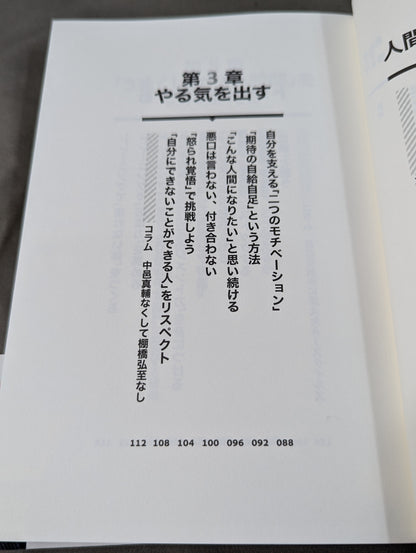 第3章
やる気を出す
自分を支える「二つのモチベーション」
「期待の自給自足」という方法
「こんな人間になりたい」と思い続ける
悪口は言わない、付き合わない
「怒られ覚悟」で挑戦しよう
「自分にできないことができる人」をリスペクト
コラム 中邑真輔なくして棚橋弘至なし
112 108 104 100 096 092 088
人間